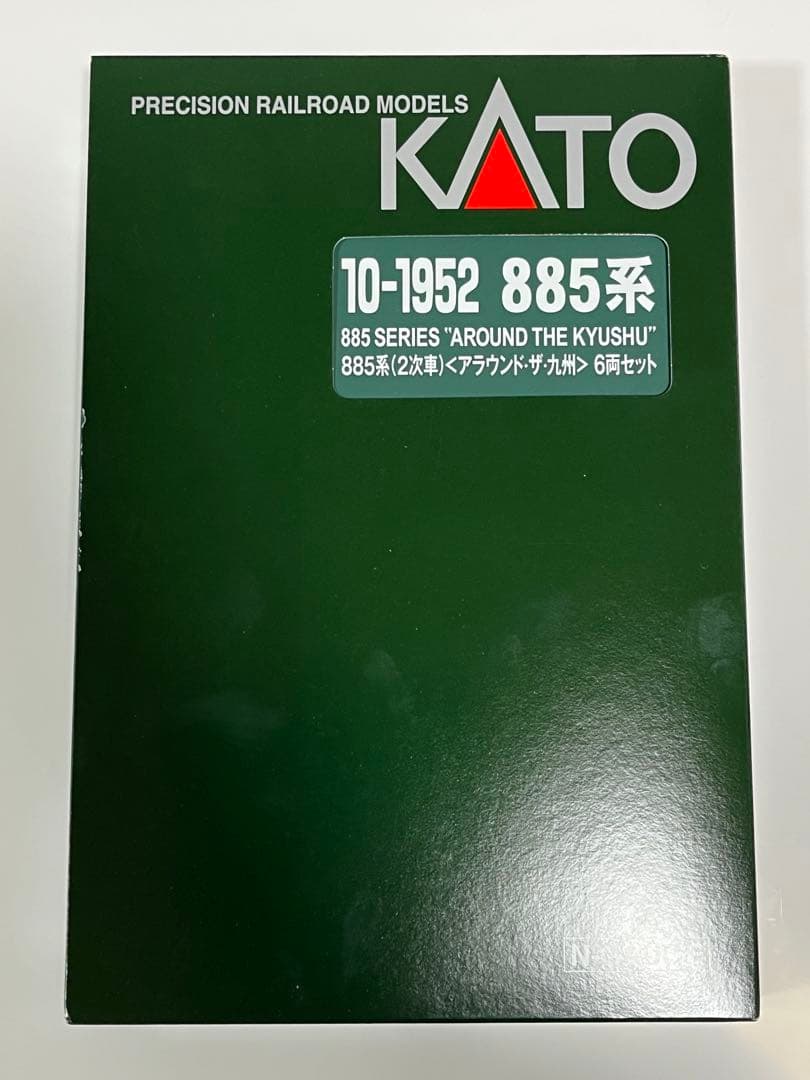 PRECISION RAILROAD MODELS
KATO
10-1952 885系
885 SERIES "AROUND THE KYUSHU"
885系(2次車)<アラウンド・ザ・九州> 6両セット